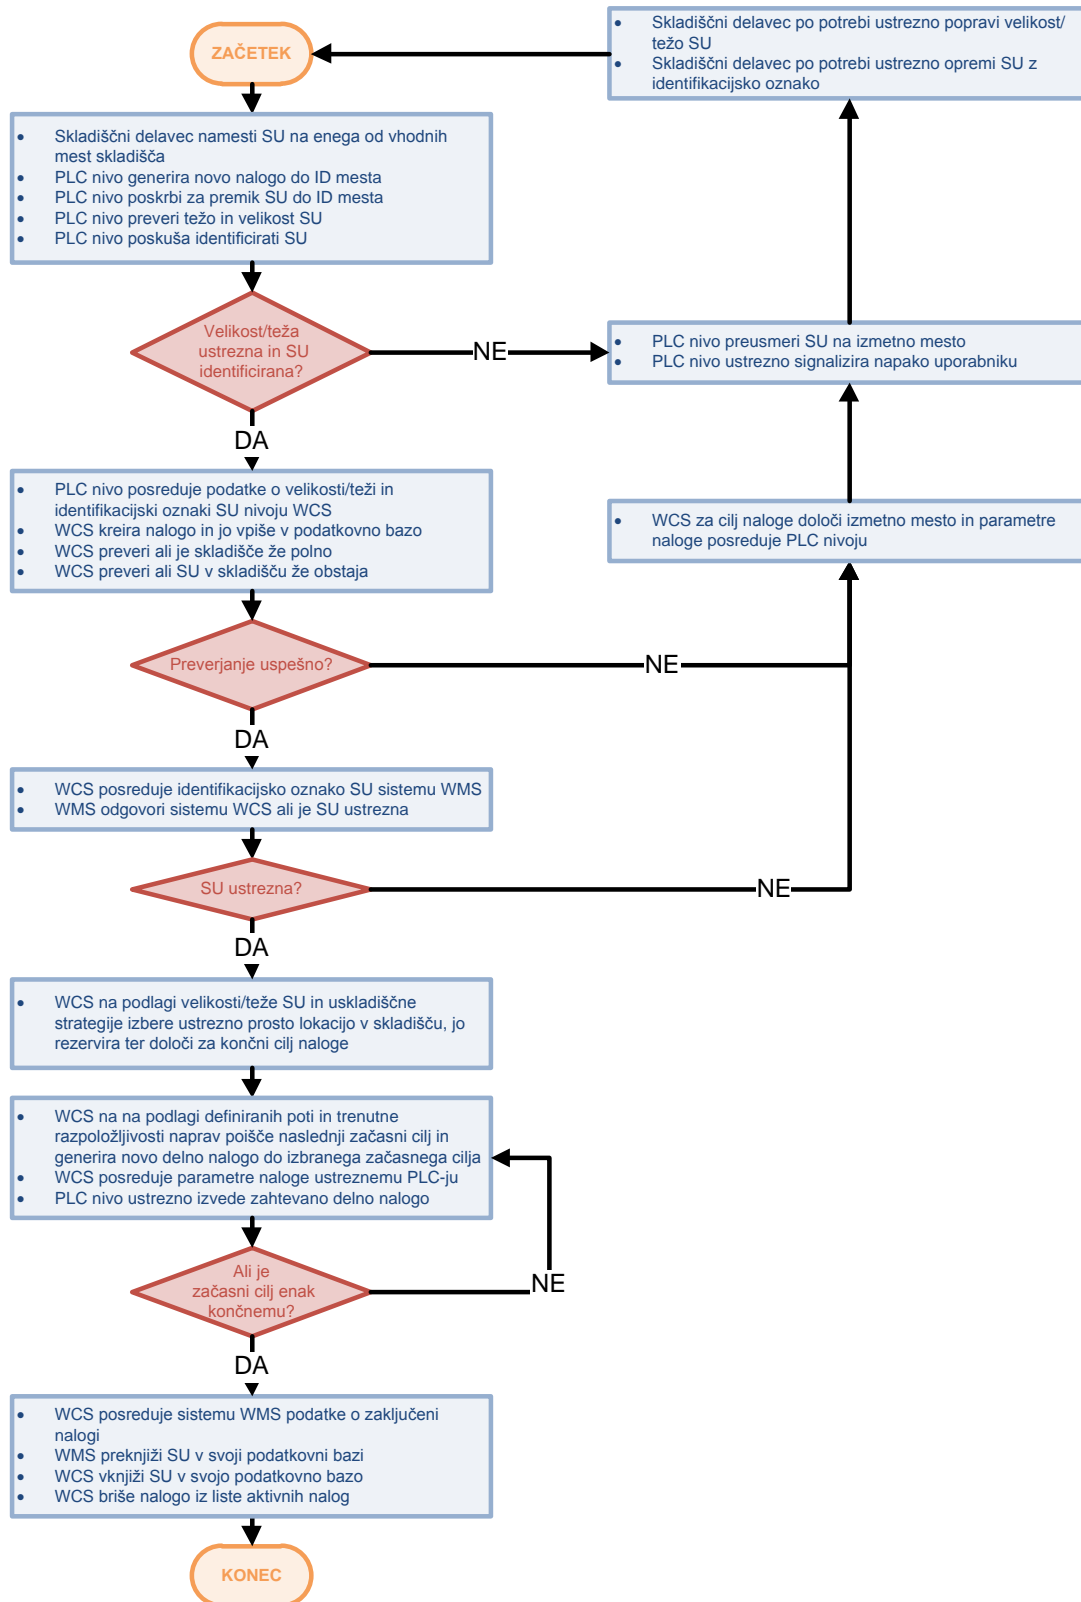 ZAČETEK
• Skladiščni delavec po potrebi ustrezno popravi velikost/
težo SU
• Skladiščni delavec po potrebi ustrezno opremi SU z
identifikacijsko oznako
• Skladiščni delavec namesti SU na enega od vhodnih
mest skladišča
• PLC nivo generira novo nalogo do ID mesta
• PLC nivo poskrbi za premik SU do ID mesta
• PLC nivo preveri težo in velikost SU
• PLC nivo poskuša identificirati SU
Velikost/teža
ustrezna in SU
identificirana?
NE
• PLC nivo preusmeri SU na izmetno mesto
• PLC nivo ustrezno signalizira napako uporabniku
DA
• PLC nivo posreduje podatke o velikosti/teži in
identifikacijski oznaki SU nivoju WCS
• WCS kreira nalogo in jo vpiše v podatkovno bazo
• WCS preveri ali je skladišče že polno
• WCS preveri ali SU v skladišču že obstaja
• WCS za cilj naloge določi izmetno mesto in parametre
naloge posreduje PLC nivoju
Preverjanje uspešno?
NE
DA
• WCS posreduje identifikacijsko oznako SU sistemu WMS
• WMS odgovori sistemu WCS ali je SU ustrezna
SU ustrezna?
NE
DA
• WCS na podlagi velikosti/teže SU in uskladiščne
strategije izbere ustrezno prosto lokacijo v skladišču, jo
rezervira ter določi za končni cilj naloge
• WCS na na podlagi definiranih poti in trenutne
razpoložljivosti naprav poišče naslednji začasni cilj in
generira novo delno nalogo do izbranega začasnega cilja
• WCS posreduje parametre naloge ustreznemu PLC-ju
• PLC nivo ustrezno izvede zahtevano delno nalogo
Ali je
začasni cilj enak
končnemu?
NE
DA
• WCS posreduje sistemu WMS podatke o zaključeni
nalogi
• WMS preknjiži SU v svoji podatkovni bazi
• WCS vknjiži SU v svojo podatkovno bazo
• WCS briše nalogo iz liste aktivnih nalog
KONEC